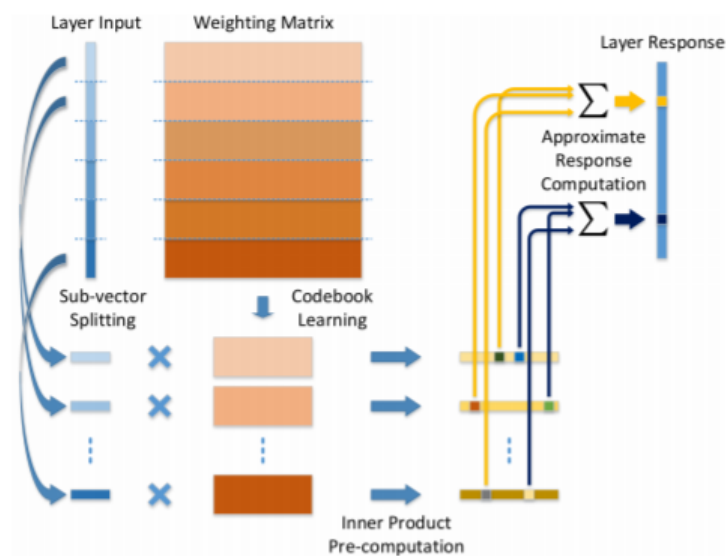 Layer Input
Weighting Matrix
Layer Response
∑
Approximate
Response
Computation
∑
Sub-vector
Splitting
Codebook
Learning
Inner Product
Pre-computation